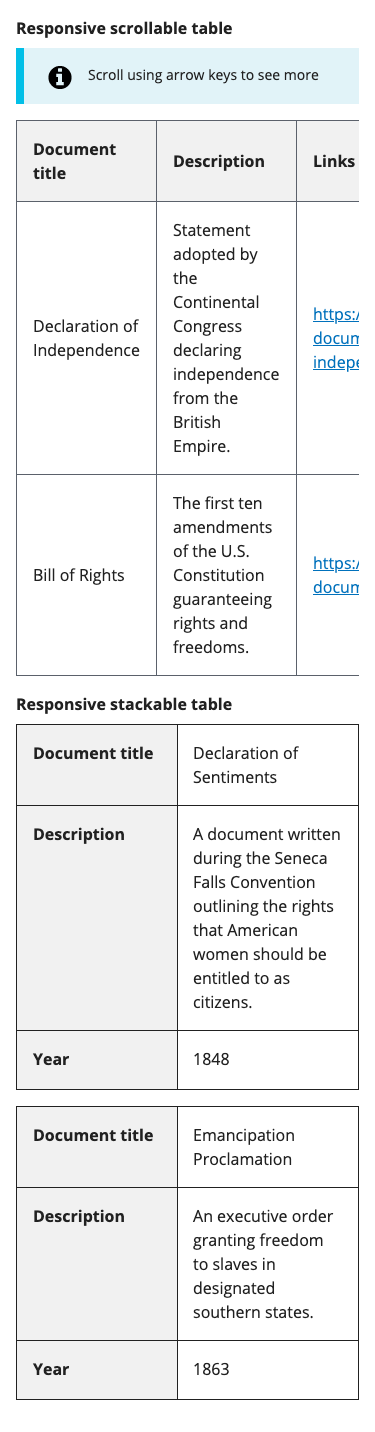 Responsive scrollable table
Scroll using arrow keys to see more
Document
title
Description
Links
Declaration of
Independence
Statement
adopted by
the
Continental
Congress
declaring
independence
from the
British
Empire.
https:/
docum
indepe
Bill of Rights
The first ten
amendments
of the U.S.
Constitution
guaranteeing
rights and
freedoms.
https:/
docum
Responsive stackable table
Document title
Declaration of
Sentiments
Description
A document written
during the Seneca
Falls Convention
outlining the rights
that American
women should be
entitled to as
citizens.
Year
1848
Document title
Emancipation
Proclamation
Description
An executive order
granting freedom
to slaves in
designated
southern states.
Year
1863